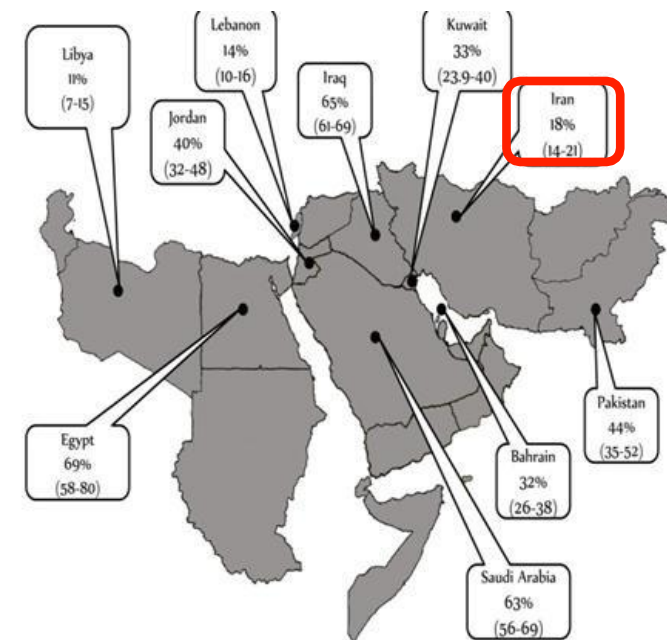 Lebanon
14%
(10-16)
Kuwait
33%
(23.9-40)
Libya
11%
(7-15)
Iraq
65%
(61-69)
Iran
18%
(14-21)
Jordan
40%
(32-48)
Pakistan
44%
(35-52)
Egypt
69%
(58-80)
Bahrain
32%
(26-38)
Saudi Arabia
63%
(56-69)